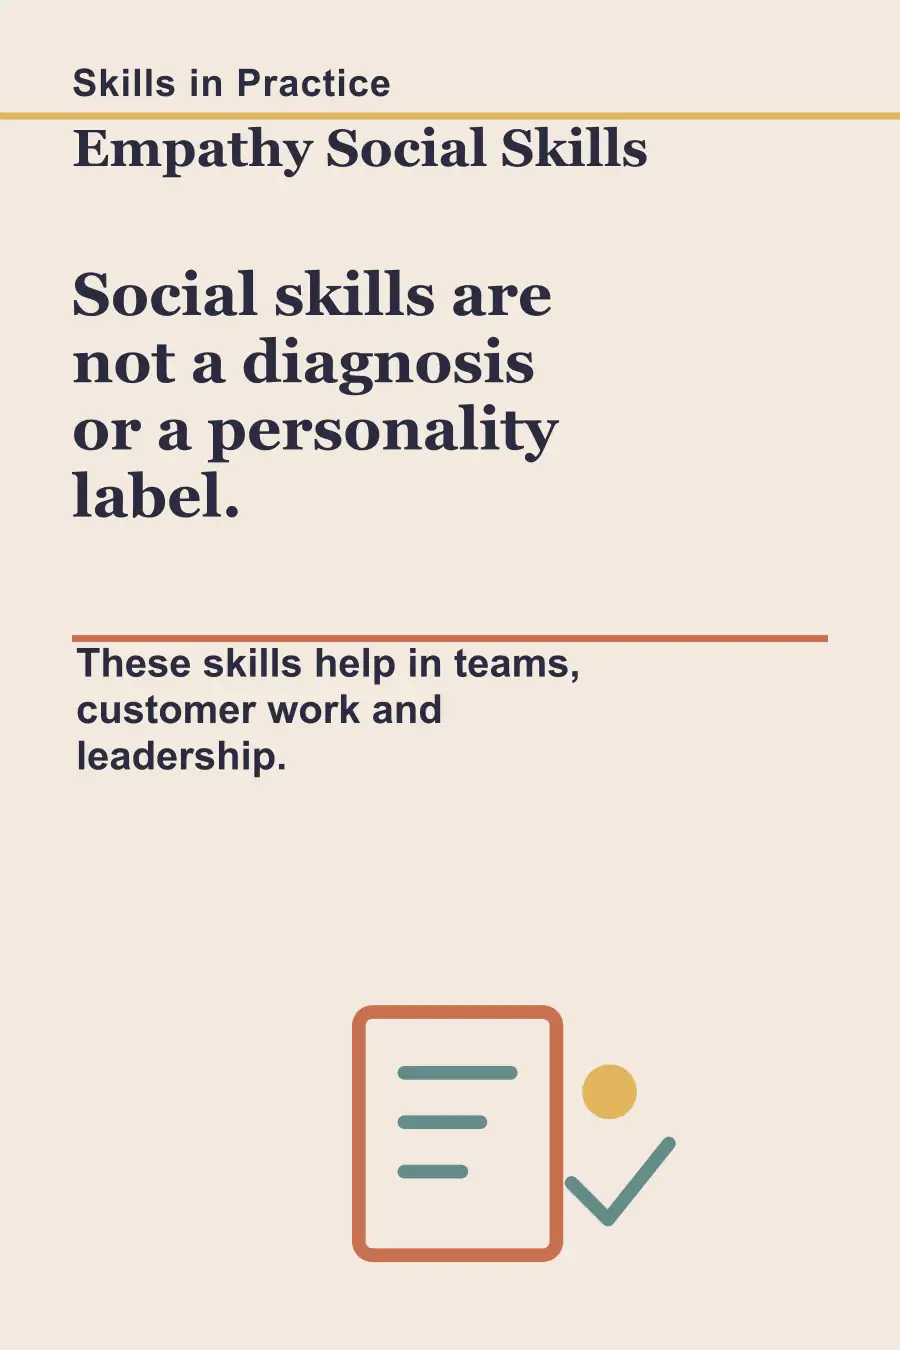 Skills in Practice
Empathy Social Skills
Social skills are
not a diagnosis
or a personality
label.
These skills help in teams,
customer work and
leadership.